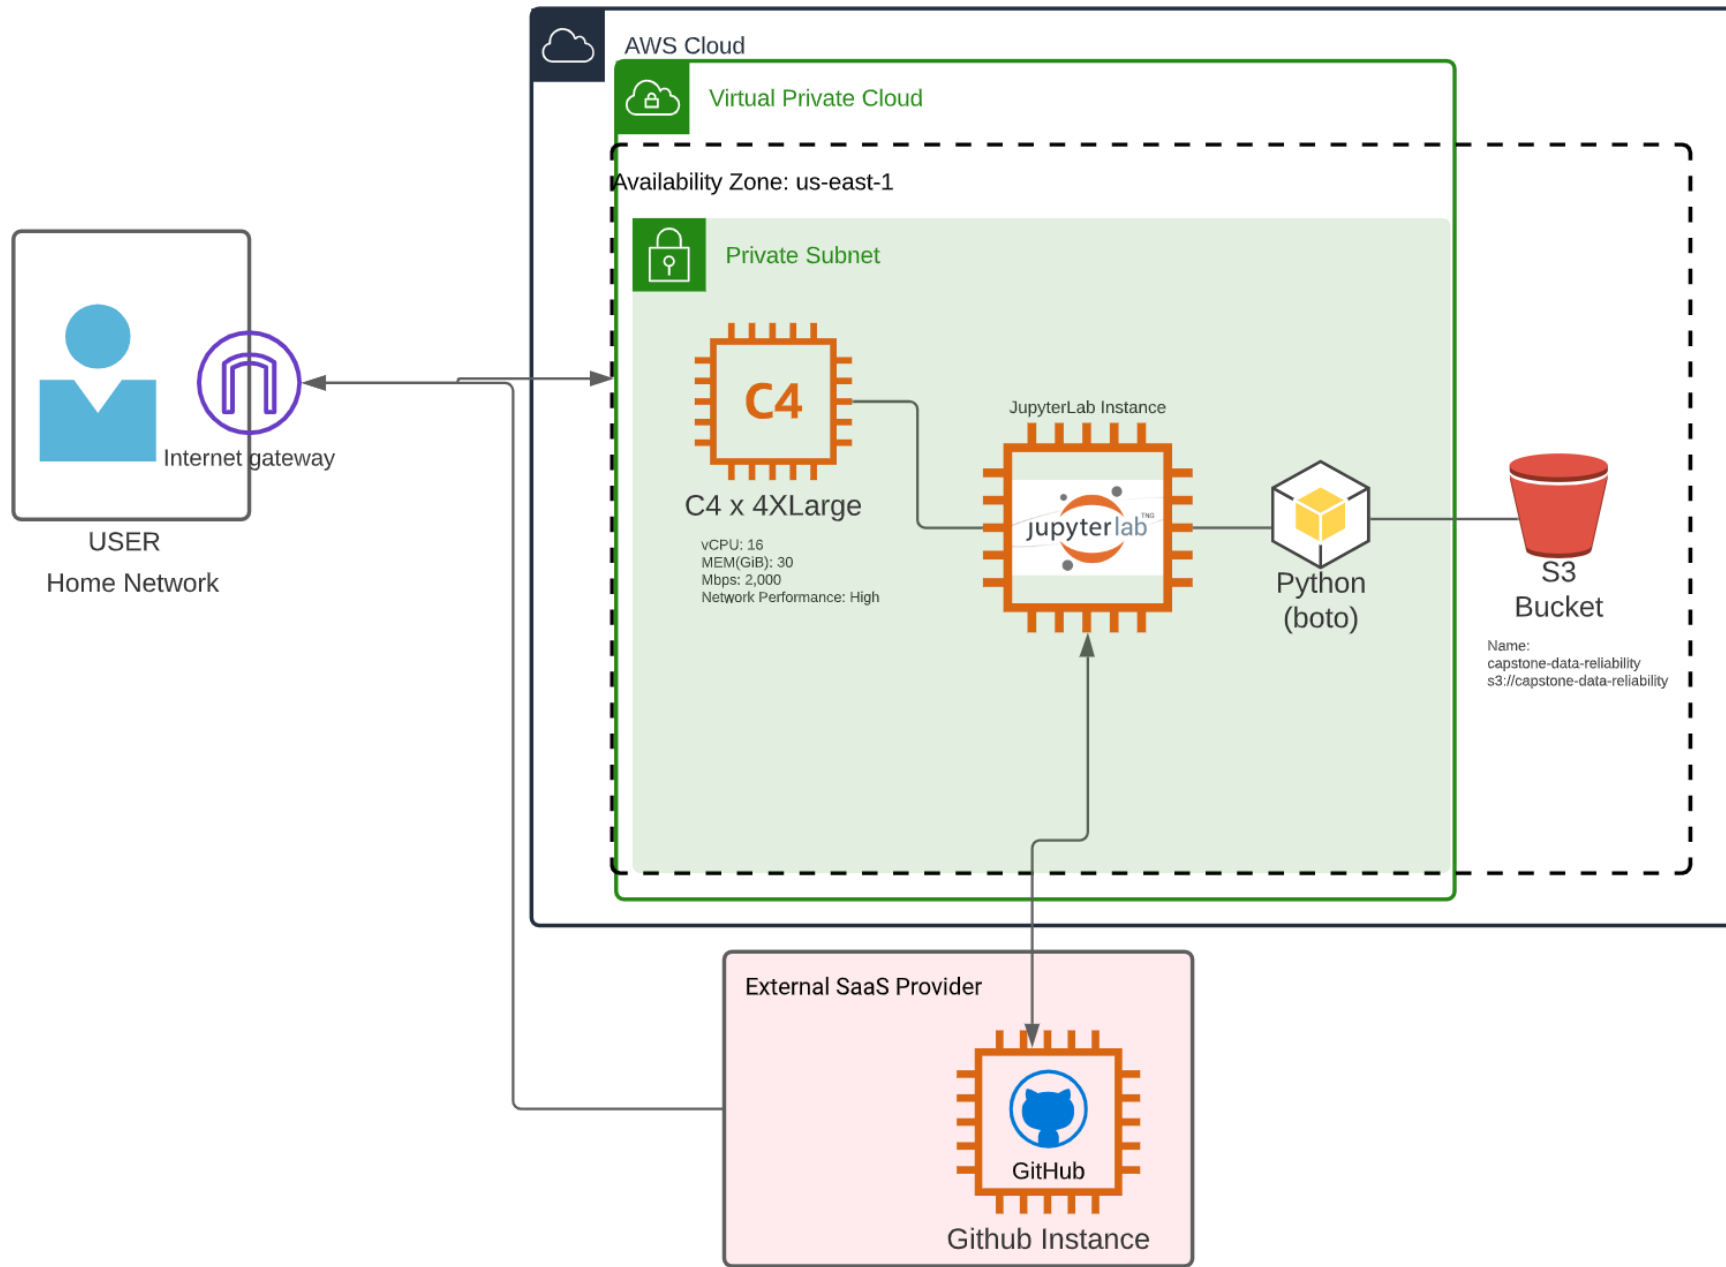 AWS Cloud
Virtual Private Cloud
Availability Zone: us-east-1
Private Subnet
C4
C4 x 4XLarge
vCPU: 16
MEM(GiB): 30
Mbps: 2,000
Network Performance: High
JupyterLab Instance
jupyterlab TNG
Python
(boto)
S3
Bucket
Name:
capstone-data-reliability
s3://capstone-data-reliability
Internet gateway
USER
Home Network
External SaaS Provider
GitHub
Github Instance